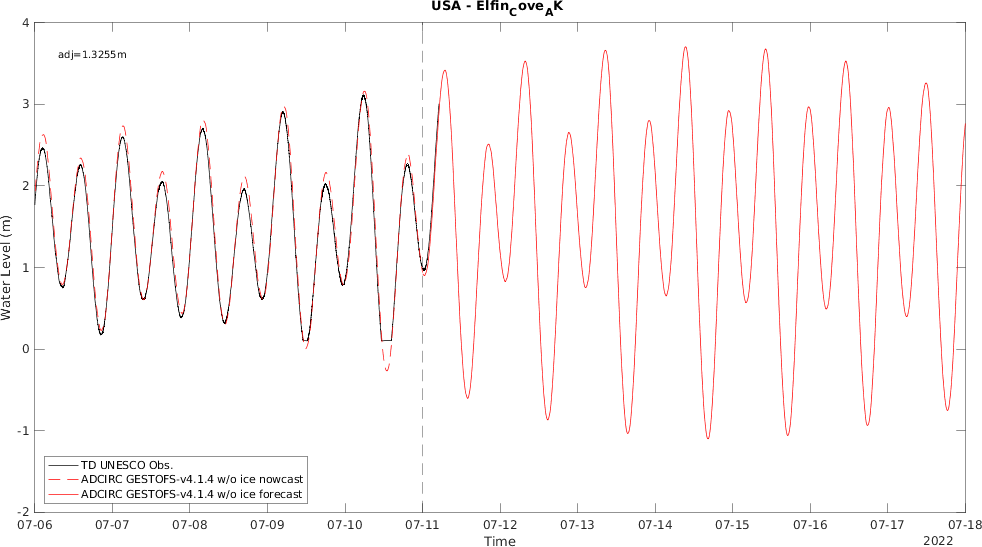 USA - ElfinCoveAK
adj=1.3255m
4
3
2
1
0
-1
-2
Water Level (m)
TD UNESCO Obs.
ADCIRC GESTOFS-v4.1.4 w/o ice nowcast
ADCIRC GESTOFS-v4.1.4 w/o ice forecast
07-06 07-07 07-08 07-09 07-10 07-11 07-12 07-13 07-14 07-15 07-16 07-17 07-18
Time
2022